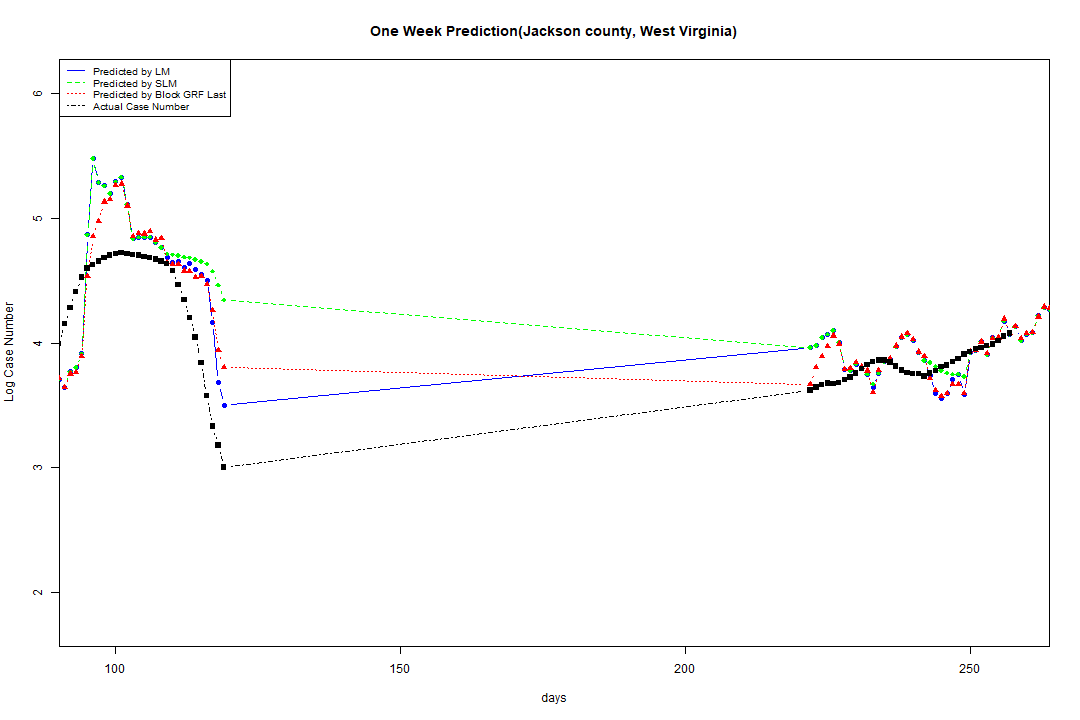 One Week Prediction(Jackson county, West Virginia)
Predicted by LM
Predicted by SLM
Predicted by Block GRF Last
Actual Case Number
6
5
4
3
2
Log Case Number
100 150 200 250
days